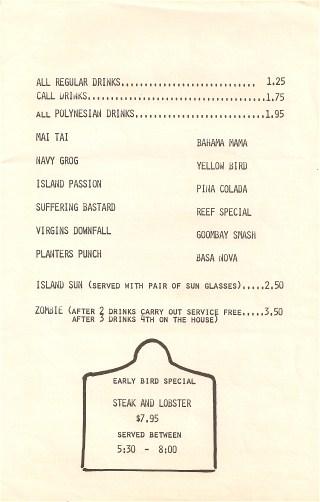 ALL REGULAR DRINKS............................ 1.25
CALL DRINKS.....................................1.75
ALL POLYNESIAN DRINKS...........................1.95
MAI TAI
BAHAMA MAMA
NAVY GROG
YELLOW BIRD
ISLAND PASSION
PINA COLADA
SUFFERING BASTARD
REEF SPECIAL
VIRGINS DOWNFALL
GOOMBAY SMASH
PLANTERS PUNCH
BASA NOVA
ISLAND SUN (SERVED WITH PAIR OF SUN GLASSES).....2.50
ZOMBIE (AFTER 2 DRINKS CARRY OUT SERVICE FREE.....3.50
AFTER 3 DRINKS 4TH ON THE HOUSE)
EARLY BIRD SPECIAL
STEAK AND LOBSTER
$7.95
SERVED BETWEEN
5:30 - 8:00